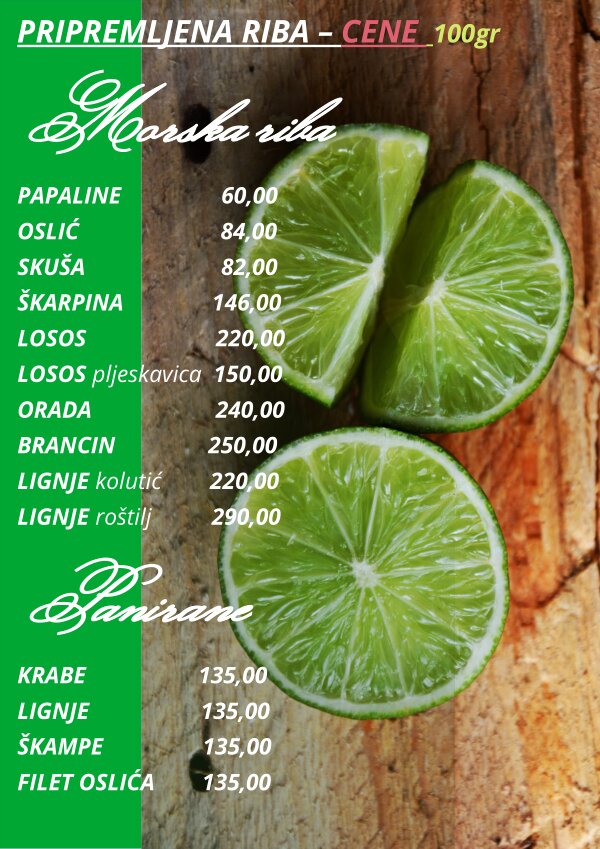 PRIPREMLJENA RIBA – CENE 100gr
Morska riba
PAPALINE 60,00
OSLIĆ 84,00
SKUŠA 82,00
ŠKARPINA 146,00
LOSOS 220,00
LOSOS pljeskavica 150,00
ORADA 240,00
BRANCIN 250,00
LIGNJE kolutić 220,00
LIGNJE roštilj 290,00
Panirane
KRABE 135,00
LIGNJE 135,00
ŠKAMPE 135,00
FILET OSLIĆA 135,00